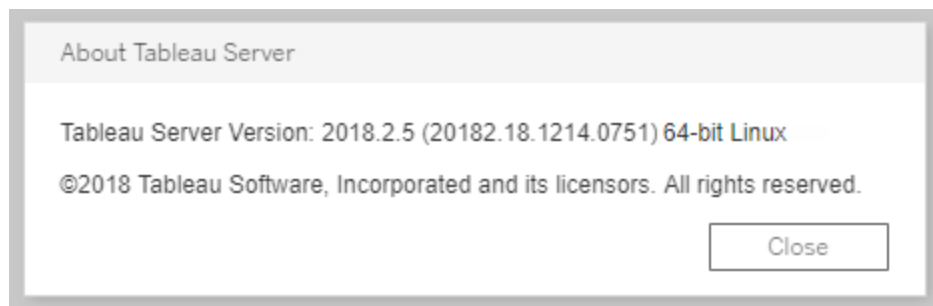 About Tableau Server
Tableau Server Version: 2018.2.5 (20182.18.1214.0751) 64-bit Linux
©2018 Tableau Software, Incorporated and its licensors. All rights reserved.
Close